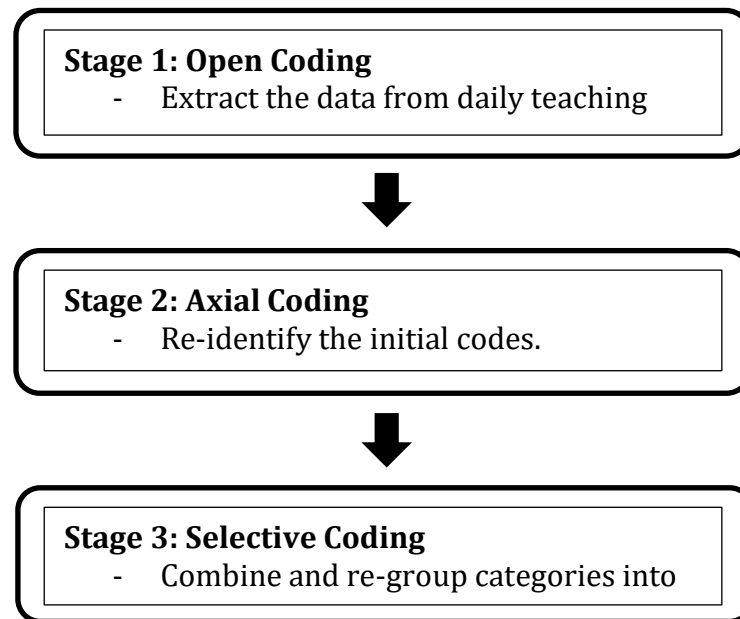 Stage 1: Open Coding
- Extract the data from daily teaching
Stage 2: Axial Coding
- Re-identify the initial codes.
Stage 3: Selective Coding
- Combine and re-group categories into